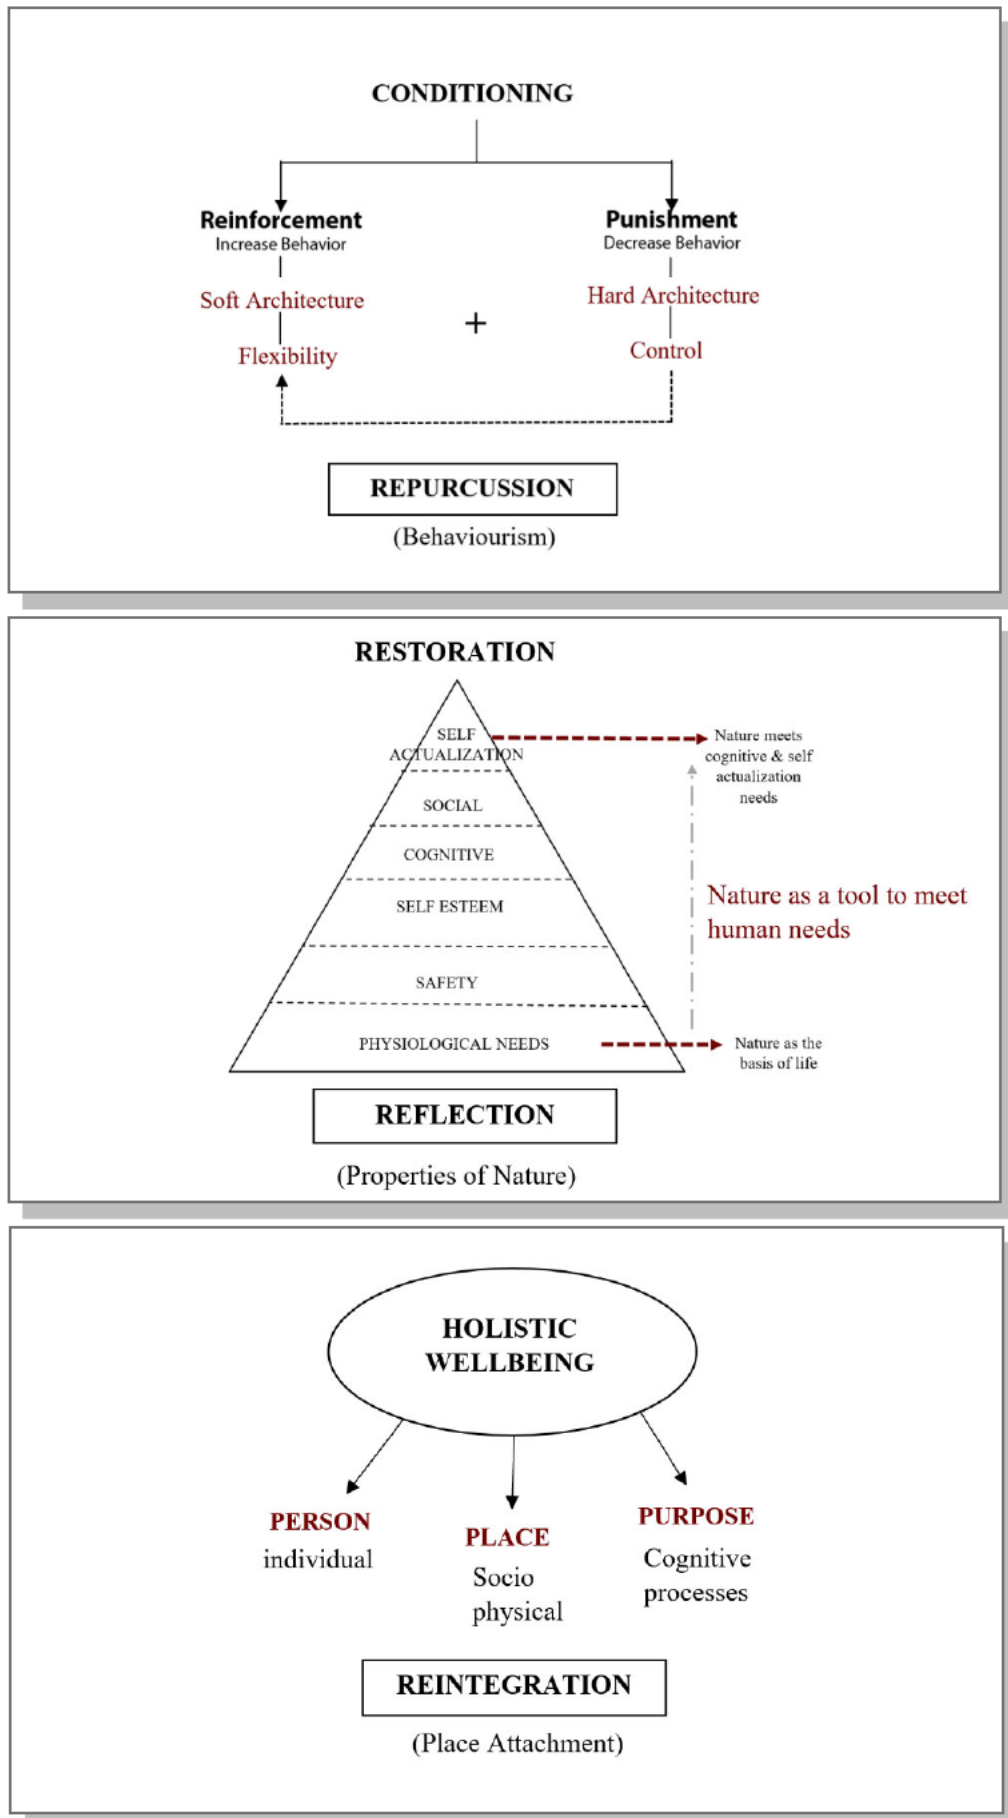 CONDITIONING
Reinforcement
Increase Behavior
Soft Architecture
Flexibility
+
Punishment
Decrease Behavior
Hard Architecture
Control
REPURCUSSION
(Behaviourism)
RESTORATION
SELF
ACTUALIZATION
SOCIAL
COGNITIVE
SELF ESTEEM
SAFETY
PHYSIOLOGICAL NEEDS
Nature meets
cognitive & self
actualization
needs
Nature as a tool to meet
human needs
Nature as the
basis of life
REFLECTION
(Properties of Nature)
HOLISTIC
WELLBEING
PERSON
individual
PLACE
Socio
physical
PURPOSE
Cognitive
processes
REINTEGRATION
(Place Attachment)